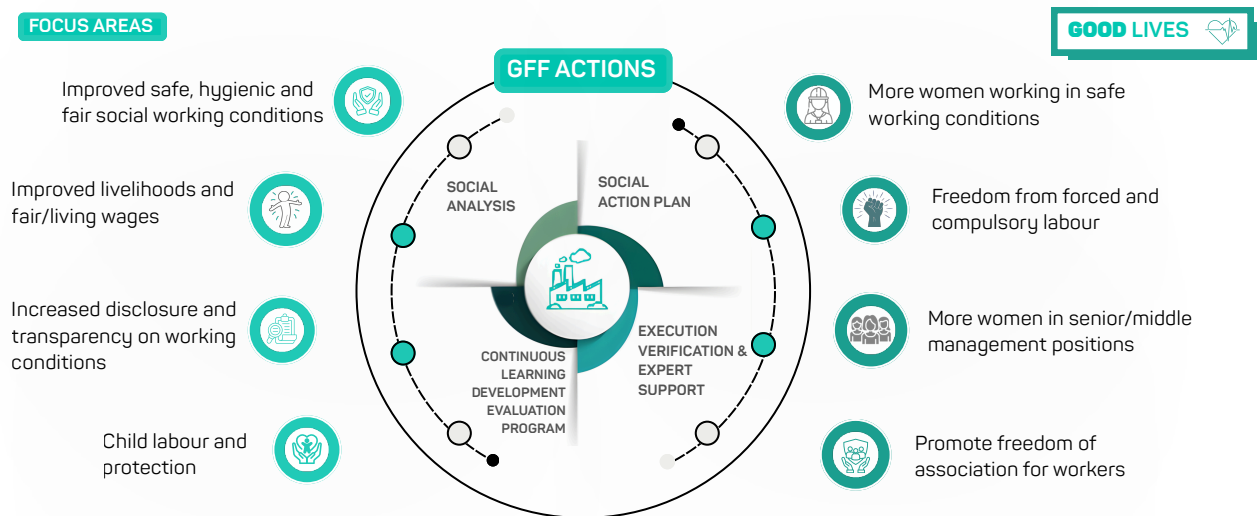 FOCUS AREAS
GOOD LIVES
GFF ACTIONS
Improved safe, hygienic and
fair social working conditions
Improved livelihoods and
fair/living wages
Increased disclosure and
transparency on working
conditions
Child labour and
protection
SOCIAL
ANALYSIS
SOCIAL
ACTION PLAN
CONTINUOUS
LEARNING
DEVELOPMENT
EVALUATION
PROGRAM
EXECUTION
VERIFICATION &
EXPERT
SUPPORT
More women working in safe
working conditions
Freedom from forced and
compulsory labour
More women in senior/middle
management positions
Promote freedom of
association for workers